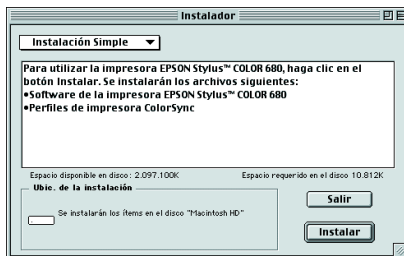 Instalador
Instalación Simple
Para utilizar la impresora EPSON Stylus™ COLOR 680, haga clic en el
botón Instalar. Se instalarán los archivos siguientes:
•Software de la impresora EPSON Stylus™ COLOR 680
•Perfiles de impresora ColorSync
Espacio disponible en disco: 2.097.100K Espacio requerido en el disco 10.812K
Ubic. de la instalación
Se instalarán los ítems en el disco "Macintosh HD"
Salir
Instalar